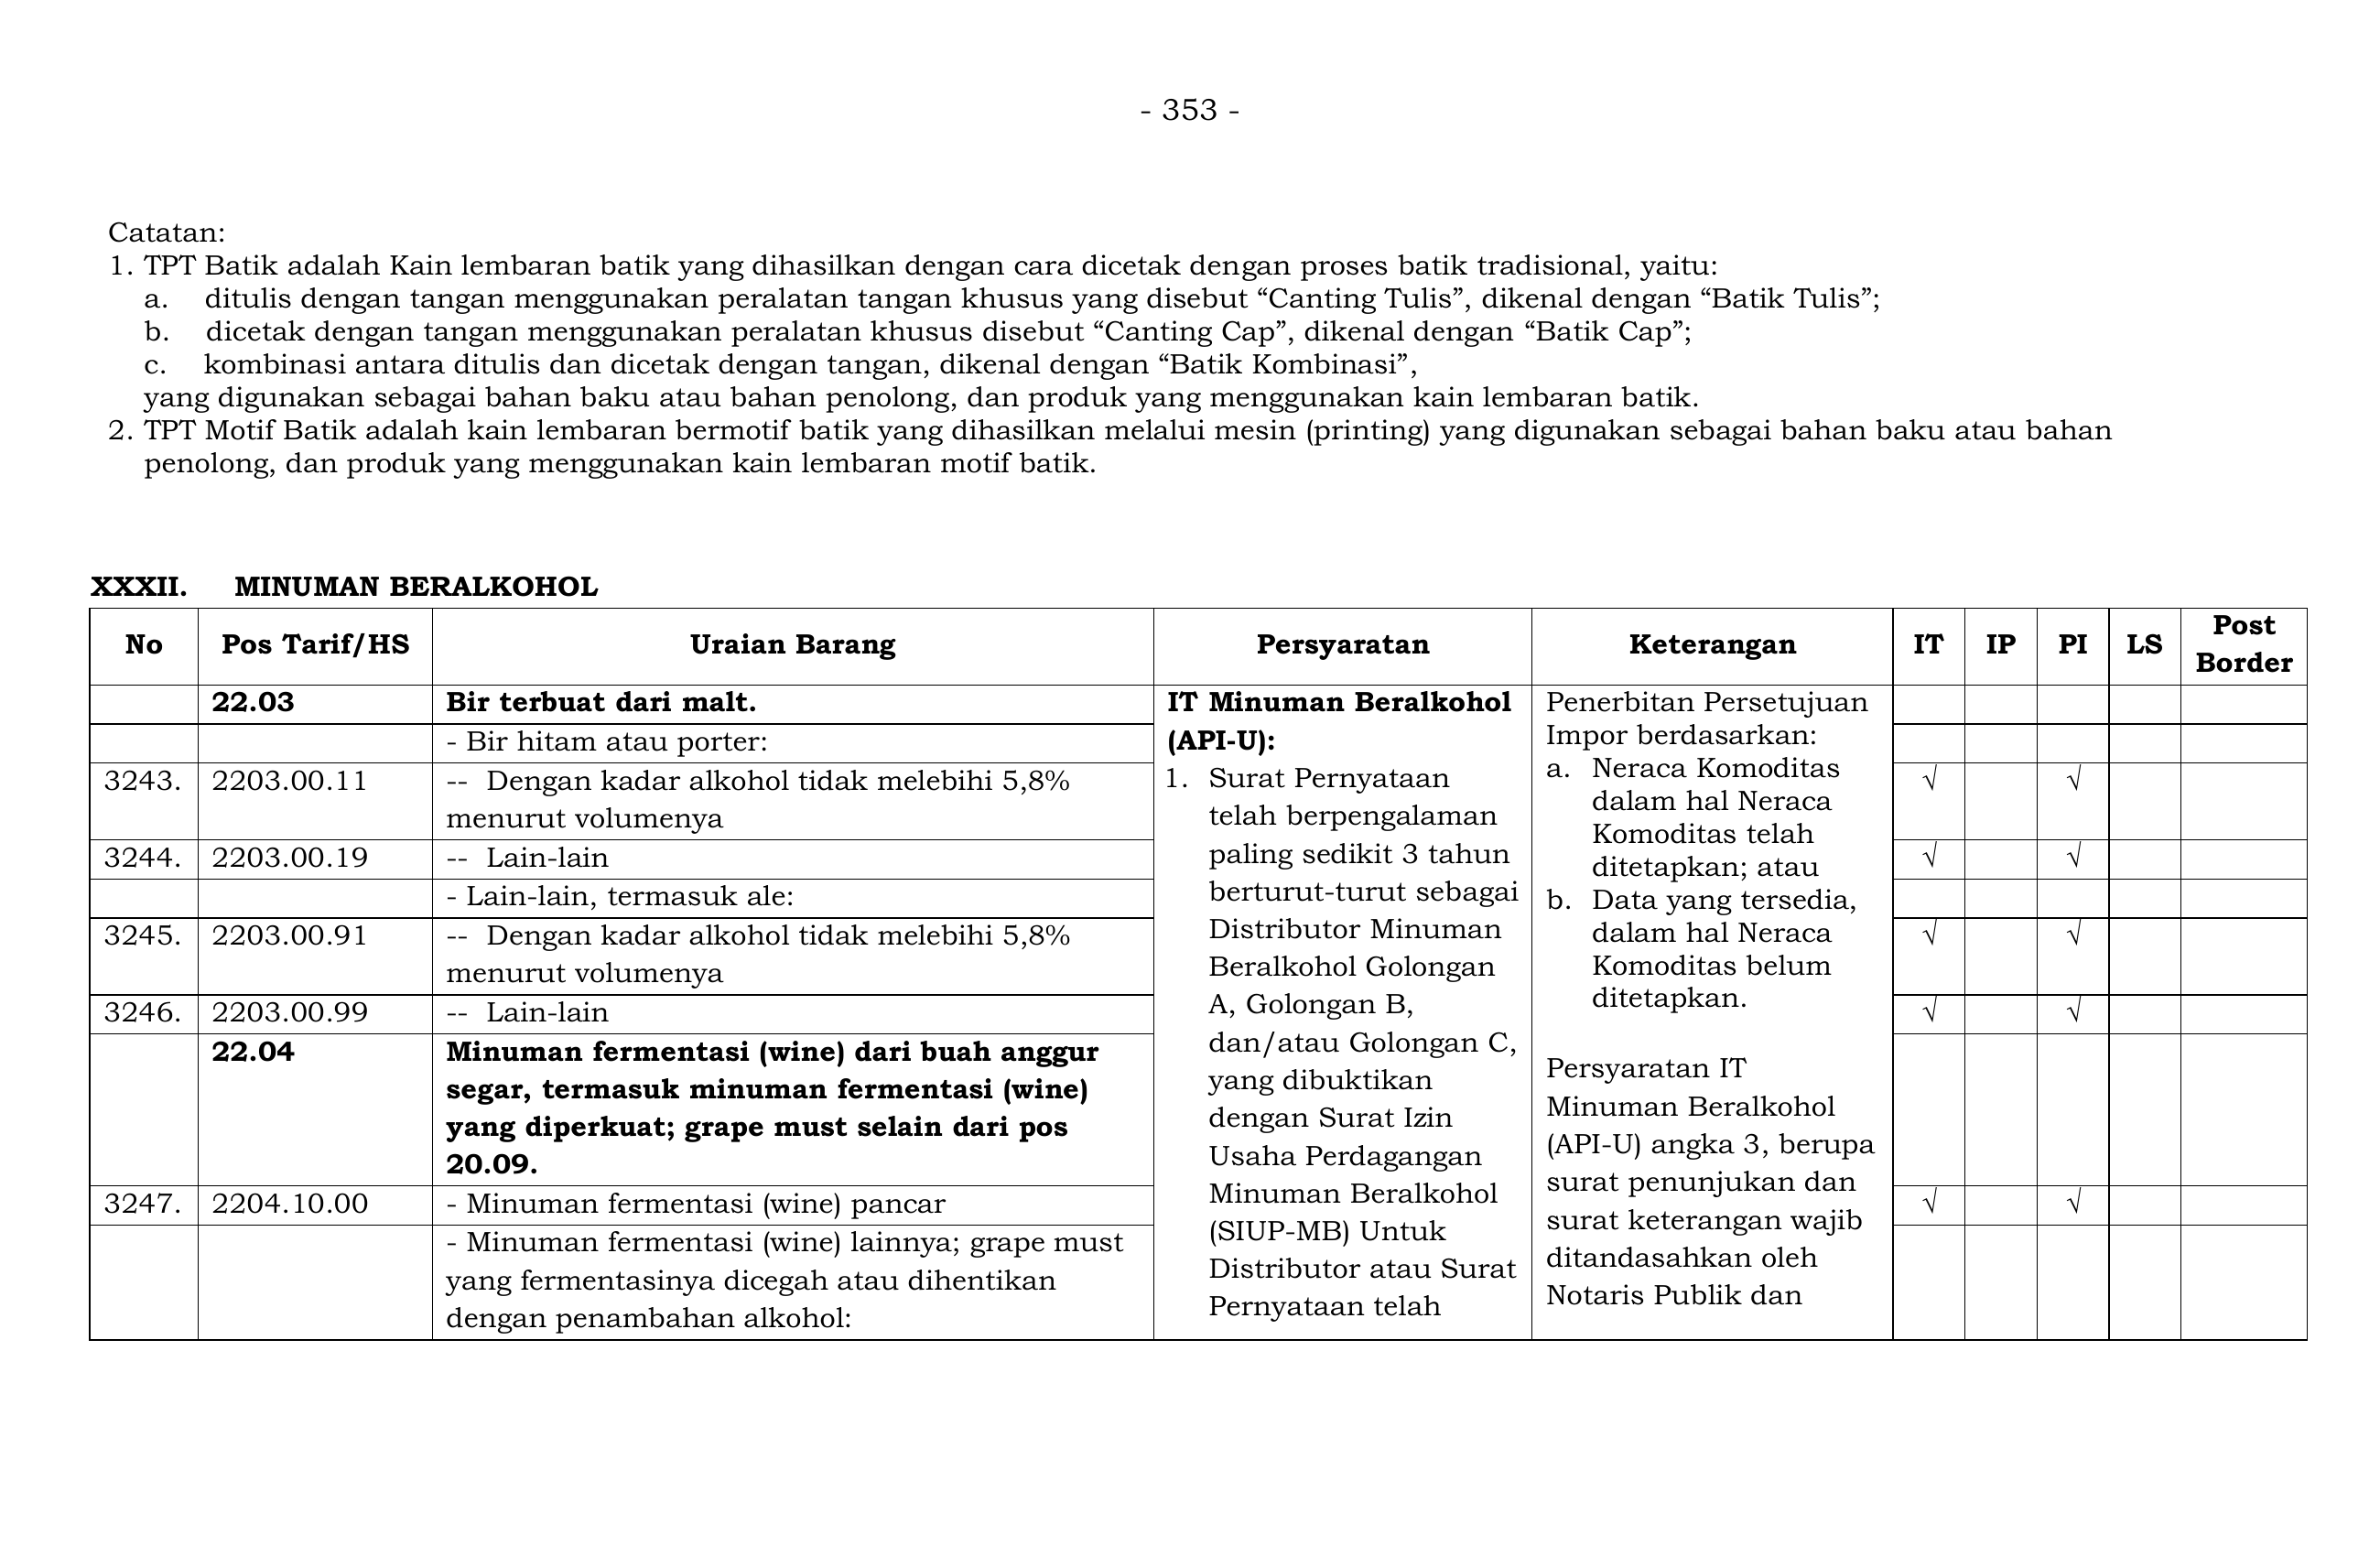 - 353 -
Catatan:
1. TPT Batik adalah Kain lembaran batik yang dihasilkan dengan cara dicetak dengan proses batik tradisional, yaitu:
a. ditulis dengan tangan menggunakan peralatan tangan khusus yang disebut “Canting Tulis”, dikenal dengan “Batik Tulis”;
b. dicetak dengan tangan menggunakan peralatan khusus disebut “Canting Cap”, dikenal dengan “Batik Cap”;
c. kombinasi antara ditulis dan dicetak dengan tangan, dikenal dengan “Batik Kombinasi”,
yang digunakan sebagai bahan baku atau bahan penolong, dan produk yang menggunakan kain lembaran batik.
2. TPT Motif Batik adalah kain lembaran bermotif batik yang dihasilkan melalui mesin (printing) yang digunakan sebagai bahan baku atau bahan
penolong, dan produk yang menggunakan kain lembaran motif batik.
XXXII. MINUMAN BERALKOHOL
No Pos Tarif/HS Uraian Barang Persyaratan Keterangan IT IP PI LS Post
Border
22.03 Bir terbuat dari malt.
- Bir hitam atau porter:
3243. 2203.00.11 -- Dengan kadar alkohol tidak melebihi 5,8% √ √
menurut volumenya
3244. 2203.00.19 -- Lain-lain √ √
- Lain-lain, termasuk ale:
3245. 2203.00.91 -- Dengan kadar alkohol tidak melebihi 5,8% √ √
menurut volumenya
3246. 2203.00.99 -- Lain-lain √ √
22.04 Minuman fermentasi (wine) dari buah anggur
segar, termasuk minuman fermentasi (wine)
yang diperkuat; grape must selain dari pos
20.09.
3247. 2204.10.00 - Minuman fermentasi (wine) pancar √ √
- Minuman fermentasi (wine) lainnya; grape must
yang fermentasinya dicegah atau dihentikan
dengan penambahan alkohol:
IT Minuman Beralkohol
(API-U):
1. Surat Pernyataan
telah berpengalaman
paling sedikit 3 tahun
berturut-turut sebagai
Distributor Minuman
Beralkohol Golongan
A, Golongan B,
dan/atau Golongan C,
yang dibuktikan
dengan Surat Izin
Usaha Perdagangan
Minuman Beralkohol
(SIUP-MB) Untuk
Distributor atau Surat
Pernyataan telah
Penerbitan Persetujuan
Impor berdasarkan:
a. Neraca Komoditas
dalam hal Neraca
Komoditas telah
ditetapkan; atau
b. Data yang tersedia,
dalam hal Neraca
Komoditas belum
ditetapkan.
Persyaratan IT
Minuman Beralkohol
(API-U) angka 3, berupa
surat penunjukan dan
surat keterangan wajib
ditandasahkan oleh
Notaris Publik dan